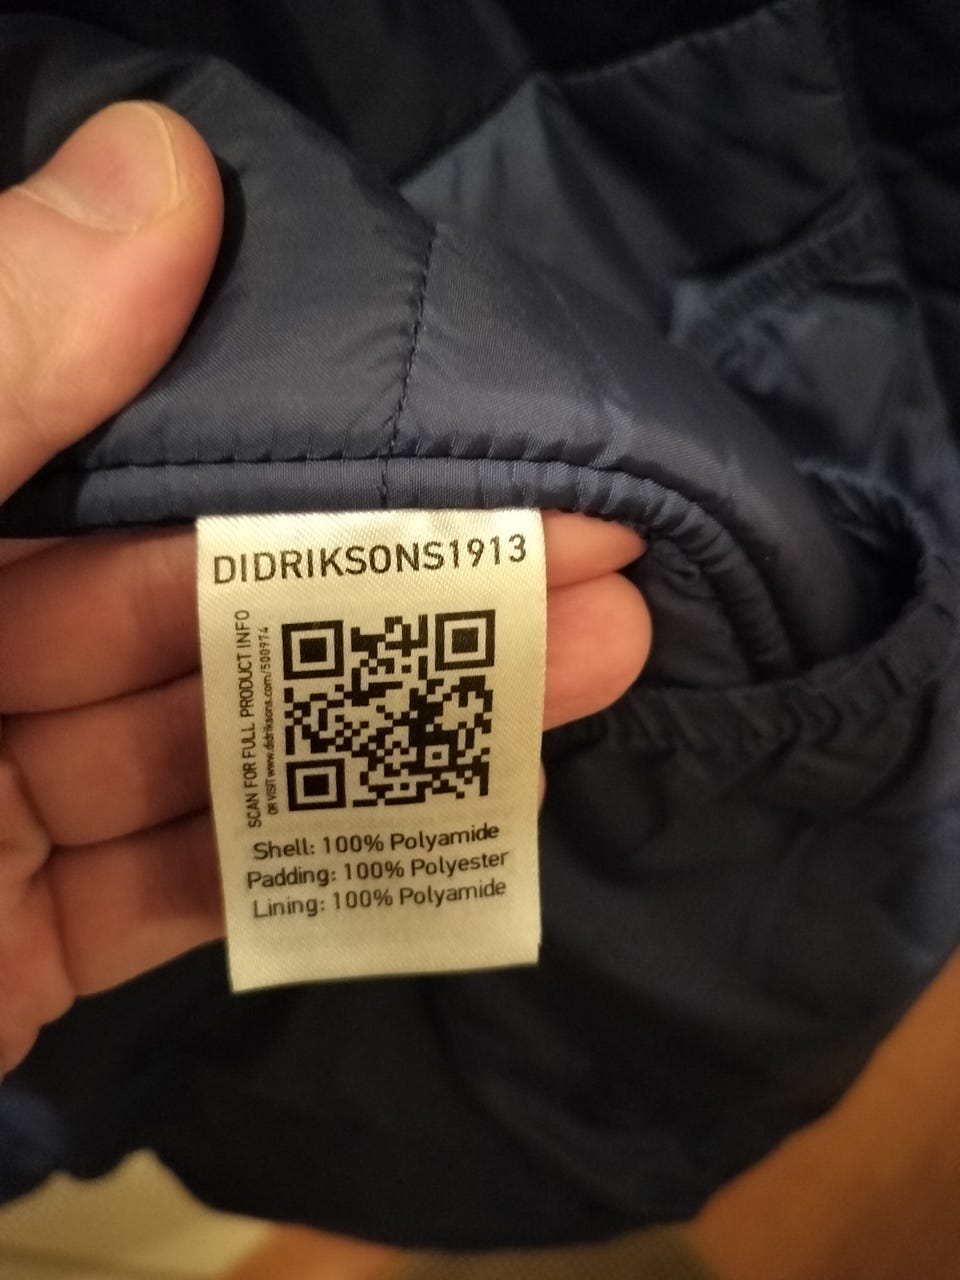 DIDRIKSONS1913
SCAN FOR FULL PRODUCT INFO
OR VISIT www.didriksons.com/500974
Shell: 100% Polyamide
Padding: 100% Polyester
Lining: 100% Polyamide